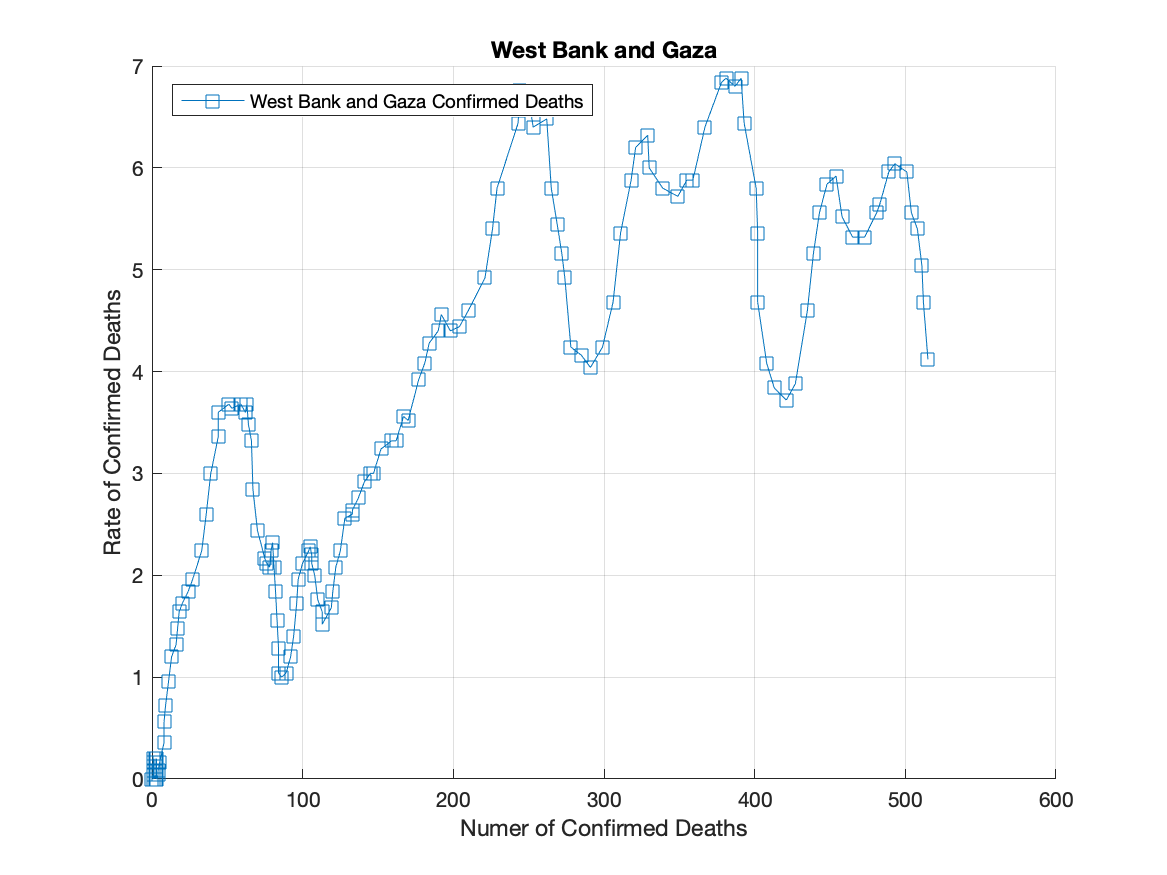 West Bank and Gaza
7
West Bank and Gaza Confirmed Deaths
6
5
4
3
2
1
0
Rate of Confirmed Deaths
0 100 200 300 400 500 600
Numer of Confirmed Deaths